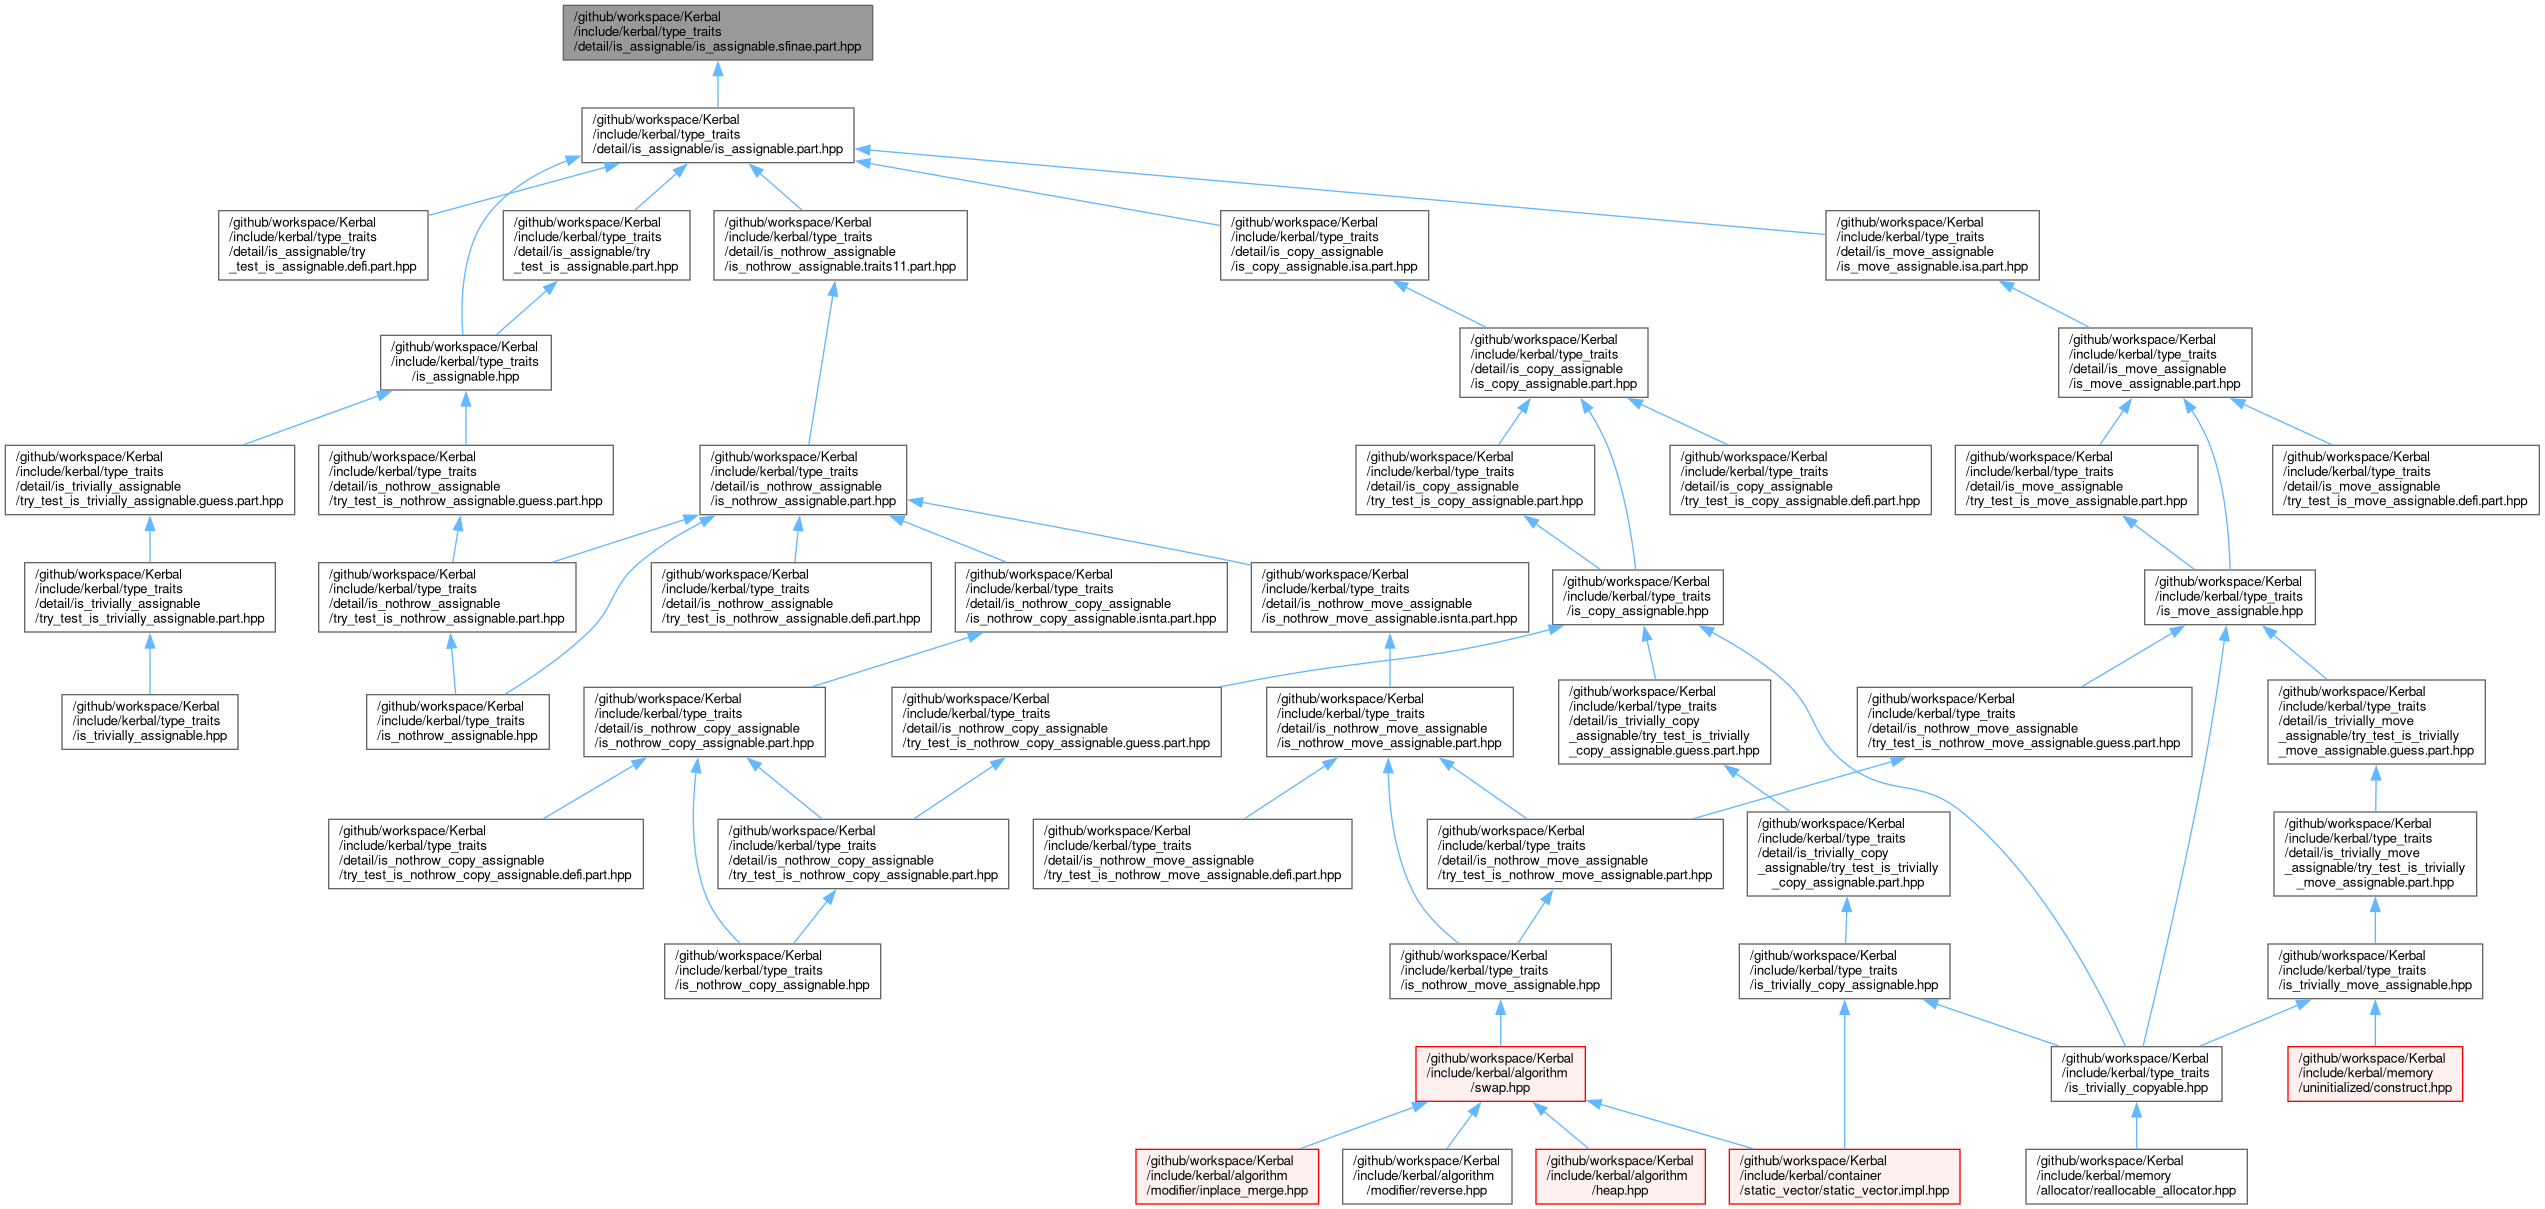 /github/workspace/Kerbal
/include/kerbal/type_traits
/detail/is_assignable/is_assignable.sfinae.part.hpp
/github/workspace/Kerbal
/include/kerbal/type_traits
/detail/is_assignable/is_assignable.part.hpp
/github/workspace/Kerbal
/include/kerbal/type_traits
/detail/is_assignable/try
_test_is_assignable.defi.part.hpp
/github/workspace/Kerbal
/include/kerbal/type_traits
/detail/is_assignable/try
_test_is_assignable.part.hpp
/github/workspace/Kerbal
/include/kerbal/type_traits
/detail/is_nothrow_assignable
/is_nothrow_assignable.traits11.part.hpp
/github/workspace/Kerbal
/include/kerbal/type_traits
/detail/is_copy_assignable
/is_copy_assignable.isa.part.hpp
/github/workspace/Kerbal
/include/kerbal/type_traits
/detail/is_move_assignable
/is_move_assignable.isa.part.hpp
/github/workspace/Kerbal
/include/kerbal/type_traits
/is_assignable.hpp
/github/workspace/Kerbal
/include/kerbal/type_traits
/detail/is_copy_assignable
/is_copy_assignable.part.hpp
/github/workspace/Kerbal
/include/kerbal/type_traits
/detail/is_move_assignable
/is_move_assignable.part.hpp
/github/workspace/Kerbal
/include/kerbal/type_traits
/detail/is_trivially_assignable
/try_test_is_trivially_assignable.guess.part.hpp
/github/workspace/Kerbal
/include/kerbal/type_traits
/detail/is_nothrow_assignable
/try_test_is_nothrow_assignable.guess.part.hpp
/github/workspace/Kerbal
/include/kerbal/type_traits
/detail/is_nothrow_assignable
/is_nothrow_assignable.part.hpp
/github/workspace/Kerbal
/include/kerbal/type_traits
/detail/is_copy_assignable
/try_test_is_copy_assignable.part.hpp
/github/workspace/Kerbal
/include/kerbal/type_traits
/detail/is_copy_assignable
/try_test_is_copy_assignable.defi.part.hpp
/github/workspace/Kerbal
/include/kerbal/type_traits
/detail/is_move_assignable
/try_test_is_move_assignable.part.hpp
/github/workspace/Kerbal
/include/kerbal/type_traits
/detail/is_move_assignable
/try_test_is_move_assignable.defi.part.hpp
/github/workspace/Kerbal
/include/kerbal/type_traits
/detail/is_trivially_assignable
/try_test_is_trivially_assignable.part.hpp
/github/workspace/Kerbal
/include/kerbal/type_traits
/detail/is_nothrow_assignable
/try_test_is_nothrow_assignable.part.hpp
/github/workspace/Kerbal
/include/kerbal/type_traits
/detail/is_nothrow_assignable
/try_test_is_nothrow_assignable.defi.part.hpp
/github/workspace/Kerbal
/include/kerbal/type_traits
/detail/is_nothrow_copy_assignable
/is_nothrow_copy_assignable.isnta.part.hpp
/github/workspace/Kerbal
/include/kerbal/type_traits
/detail/is_nothrow_move_assignable
/is_nothrow_move_assignable.isnta.part.hpp
/github/workspace/Kerbal
/include/kerbal/type_traits
/is_copy_assignable.hpp
/github/workspace/Kerbal
/include/kerbal/type_traits
/is_move_assignable.hpp
/github/workspace/Kerbal
/include/kerbal/type_traits
/is_trivially_assignable.hpp
/github/workspace/Kerbal
/include/kerbal/type_traits
/is_nothrow_assignable.hpp
/github/workspace/Kerbal
/include/kerbal/type_traits
/detail/is_nothrow_copy_assignable
/is_nothrow_copy_assignable.part.hpp
/github/workspace/Kerbal
/include/kerbal/type_traits
/detail/is_nothrow_copy_assignable
/try_test_is_nothrow_copy_assignable.guess.part.hpp
/github/workspace/Kerbal
/include/kerbal/type_traits
/detail/is_nothrow_move_assignable
/is_nothrow_move_assignable.part.hpp
/github/workspace/Kerbal
/include/kerbal/type_traits
/detail/is_trivially_copy
_assignable/try_test_is_trivially
_copy_assignable.guess.part.hpp
/github/workspace/Kerbal
/include/kerbal/type_traits
/detail/is_nothrow_move_assignable
/try_test_is_nothrow_move_assignable.guess.part.hpp
/github/workspace/Kerbal
/include/kerbal/type_traits
/detail/is_trivially_move
_assignable/try_test_is_trivially
_move_assignable.guess.part.hpp
/github/workspace/Kerbal
/include/kerbal/type_traits
/detail/is_nothrow_copy_assignable
/try_test_is_nothrow_copy_assignable.defi.part.hpp
/github/workspace/Kerbal
/include/kerbal/type_traits
/detail/is_nothrow_copy_assignable
/try_test_is_nothrow_copy_assignable.part.hpp
/github/workspace/Kerbal
/include/kerbal/type_traits
/detail/is_nothrow_move_assignable
/try_test_is_nothrow_move_assignable.defi.part.hpp
/github/workspace/Kerbal
/include/kerbal/type_traits
/detail/is_nothrow_move_assignable
/try_test_is_nothrow_move_assignable.part.hpp
/github/workspace/Kerbal
/include/kerbal/type_traits
/detail/is_trivially_copy
_assignable/try_test_is_trivially
_copy_assignable.part.hpp
/github/workspace/Kerbal
/include/kerbal/type_traits
/detail/is_trivially_move
_assignable/try_test_is_trivially
_move_assignable.part.hpp
/github/workspace/Kerbal
/include/kerbal/type_traits
/is_nothrow_copy_assignable.hpp
/github/workspace/Kerbal
/include/kerbal/type_traits
/is_nothrow_move_assignable.hpp
/github/workspace/Kerbal
/include/kerbal/type_traits
/is_trivially_copy_assignable.hpp
/github/workspace/Kerbal
/include/kerbal/type_traits
/is_trivially_move_assignable.hpp
/github/workspace/Kerbal
/include/kerbal/algorithm
/swap.hpp
/github/workspace/Kerbal
/include/kerbal/type_traits
/is_trivially_copyable.hpp
/github/workspace/Kerbal
/include/kerbal/memory
/uninitialized/construct.hpp
/github/workspace/Kerbal
/include/kerbal/algorithm
/modifier/inplace_merge.hpp
/github/workspace/Kerbal
/include/kerbal/algorithm
/modifier/reverse.hpp
/github/workspace/Kerbal
/include/kerbal/algorithm
/heap.hpp
/github/workspace/Kerbal
/include/kerbal/container
/static_vector/static_vector.impl.hpp
/github/workspace/Kerbal
/include/kerbal/memory
/allocator/reallocable_allocator.hpp